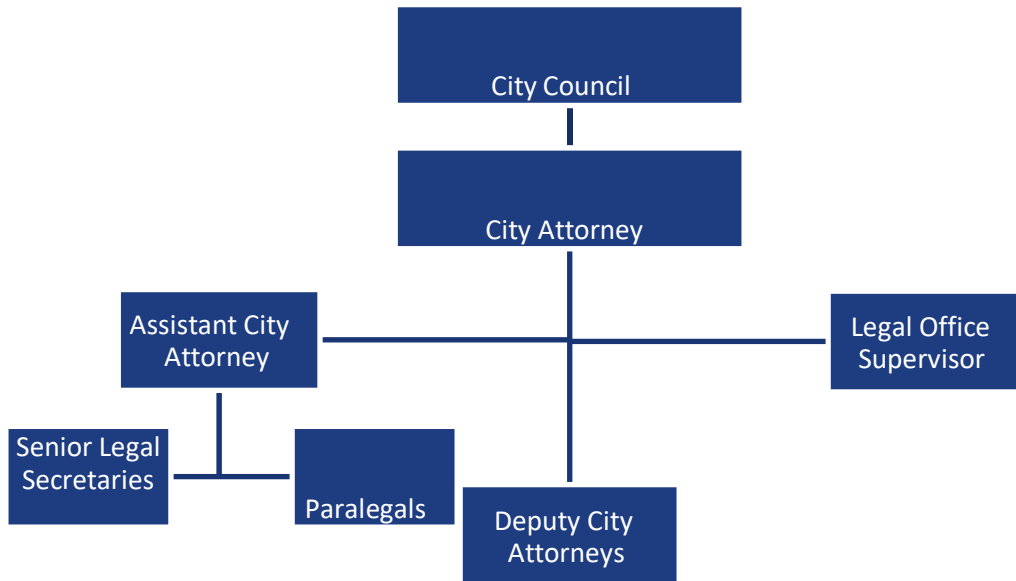 City Council
City Attorney
Assistant City
Attorney
Legal Office
Supervisor
Senior Legal
Secretaries
Paralegals
Deputy City
Attorneys